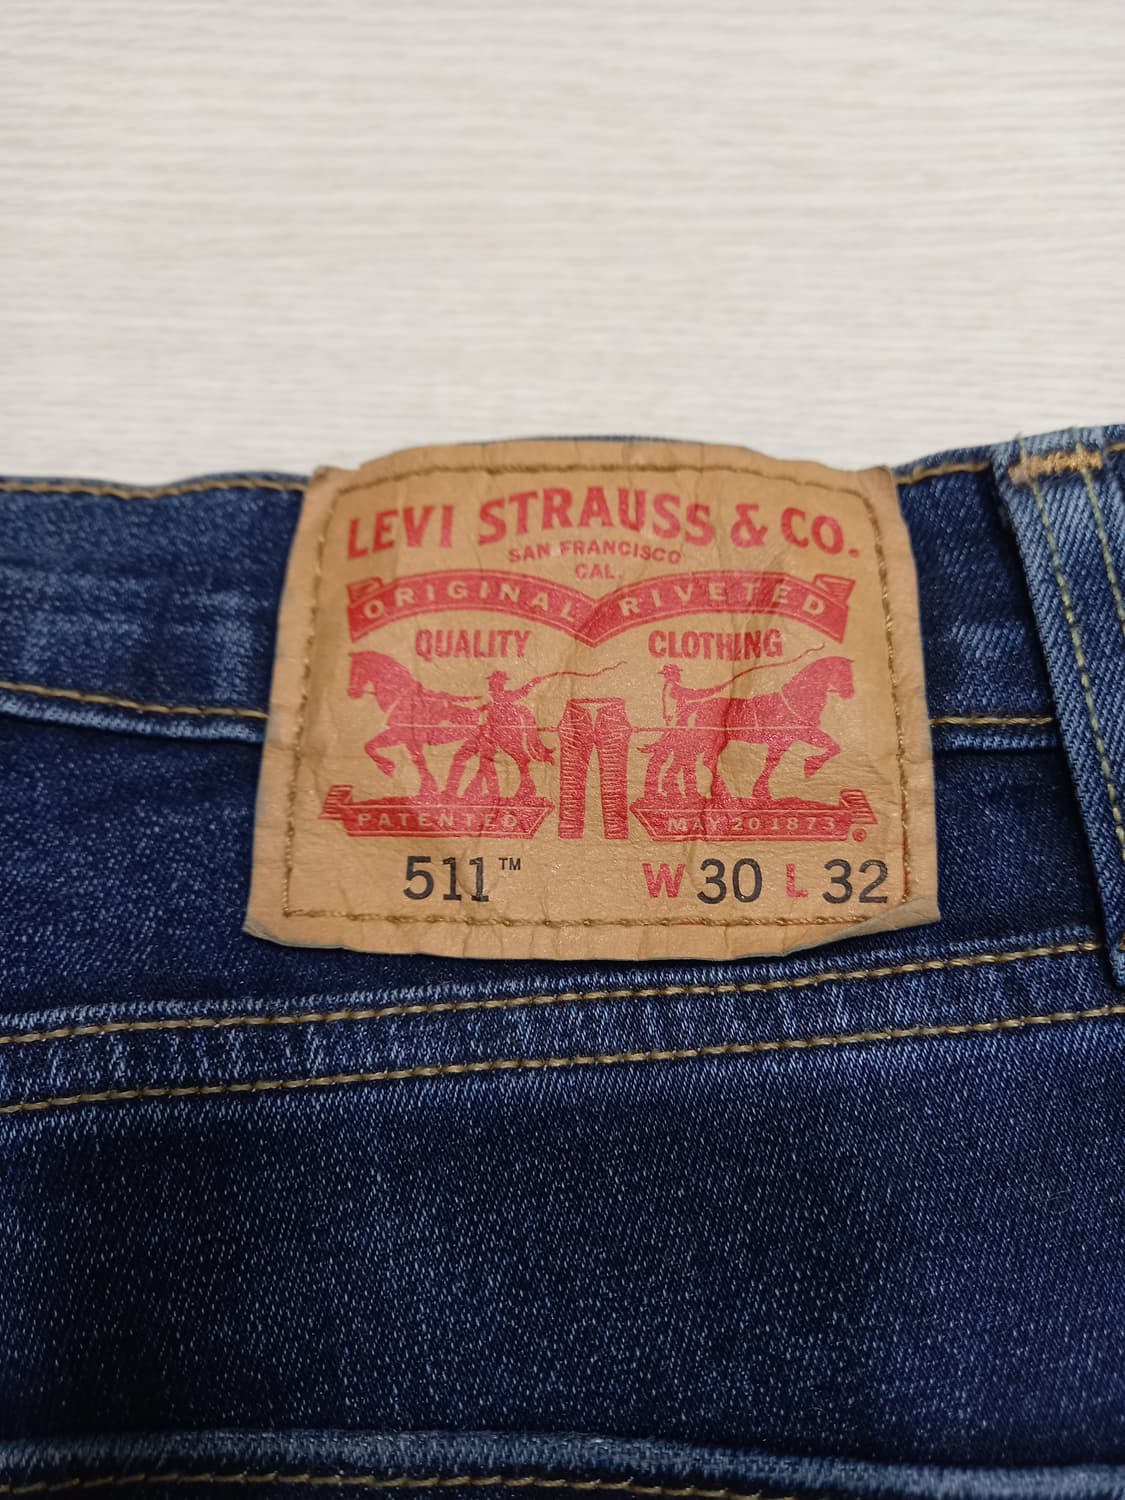 LEVI STRAUSS & CO.
SAN FRANCISCO
CAL
ORIGINAL RIVETED
QUALITY CLOTHING
PATENTED MAY 20 1873 ®
511™ W 30 L 32